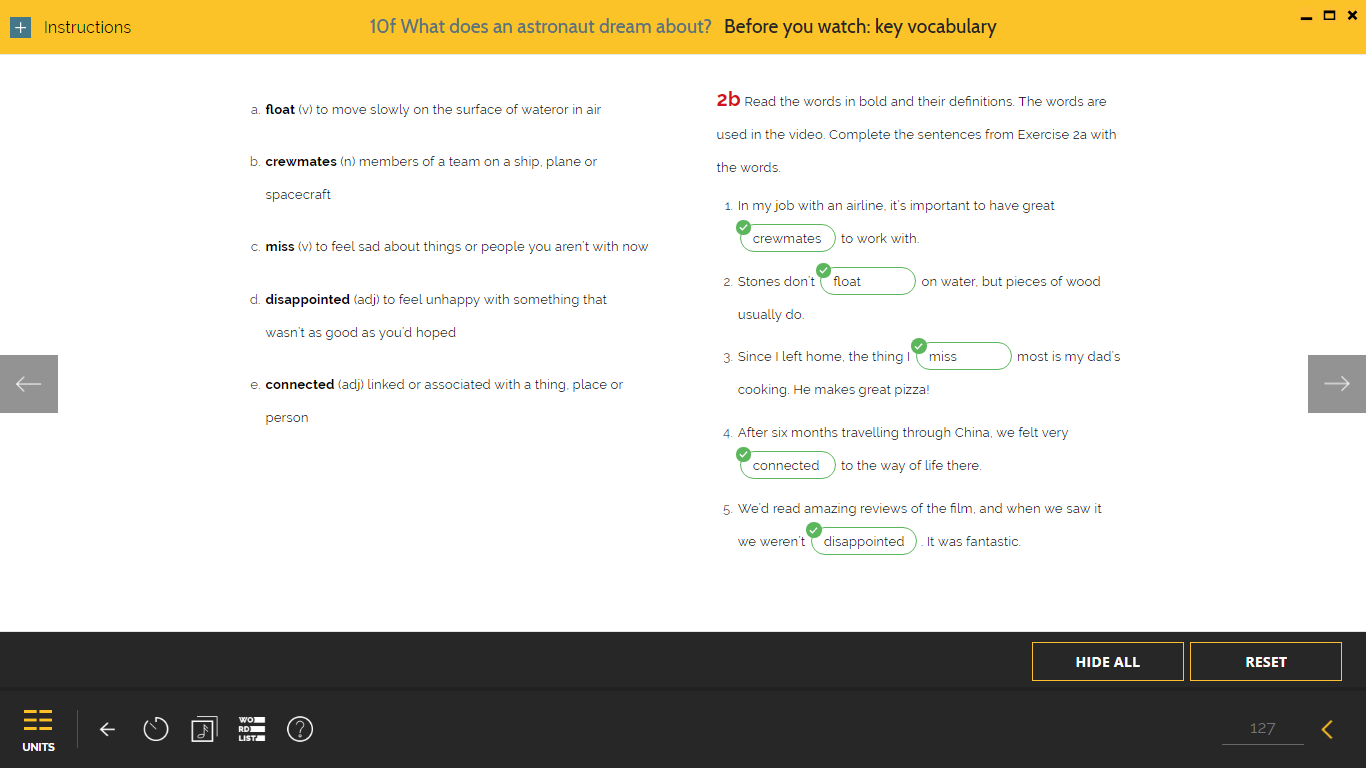 Instructions
10f What does an astronaut dream about? Before you watch: key vocabulary
a. float (v) to move slowly on the surface of wateror in air
b. crewmates (n) members of a team on a ship, plane or
spacecraft
c. miss (v) to feel sad about things or people you aren't with now
d. disappointed (adj) to feel unhappy with something that
wasn't as good as you'd hoped
e. connected (adj) linked or associated with a thing, place or
person
2b Read the words in bold and their definitions. The words are
used in the video. Complete the sentences from Exercise 2a with
the words.
1. In my job with an airline, it's important to have great
crewmates to work with.
2. Stones don't float on water, but pieces of wood
usually do.
3. Since I left home, the thing I miss most is my dad's
cooking. He makes great pizza!
4. After six months travelling through China, we felt very
connected to the way of life there.
5. We'd read amazing reviews of the film, and when we saw it
we weren't disappointed . It was fantastic.
HIDE ALL RESET
UNITS
WO
RD
LIST
?
127